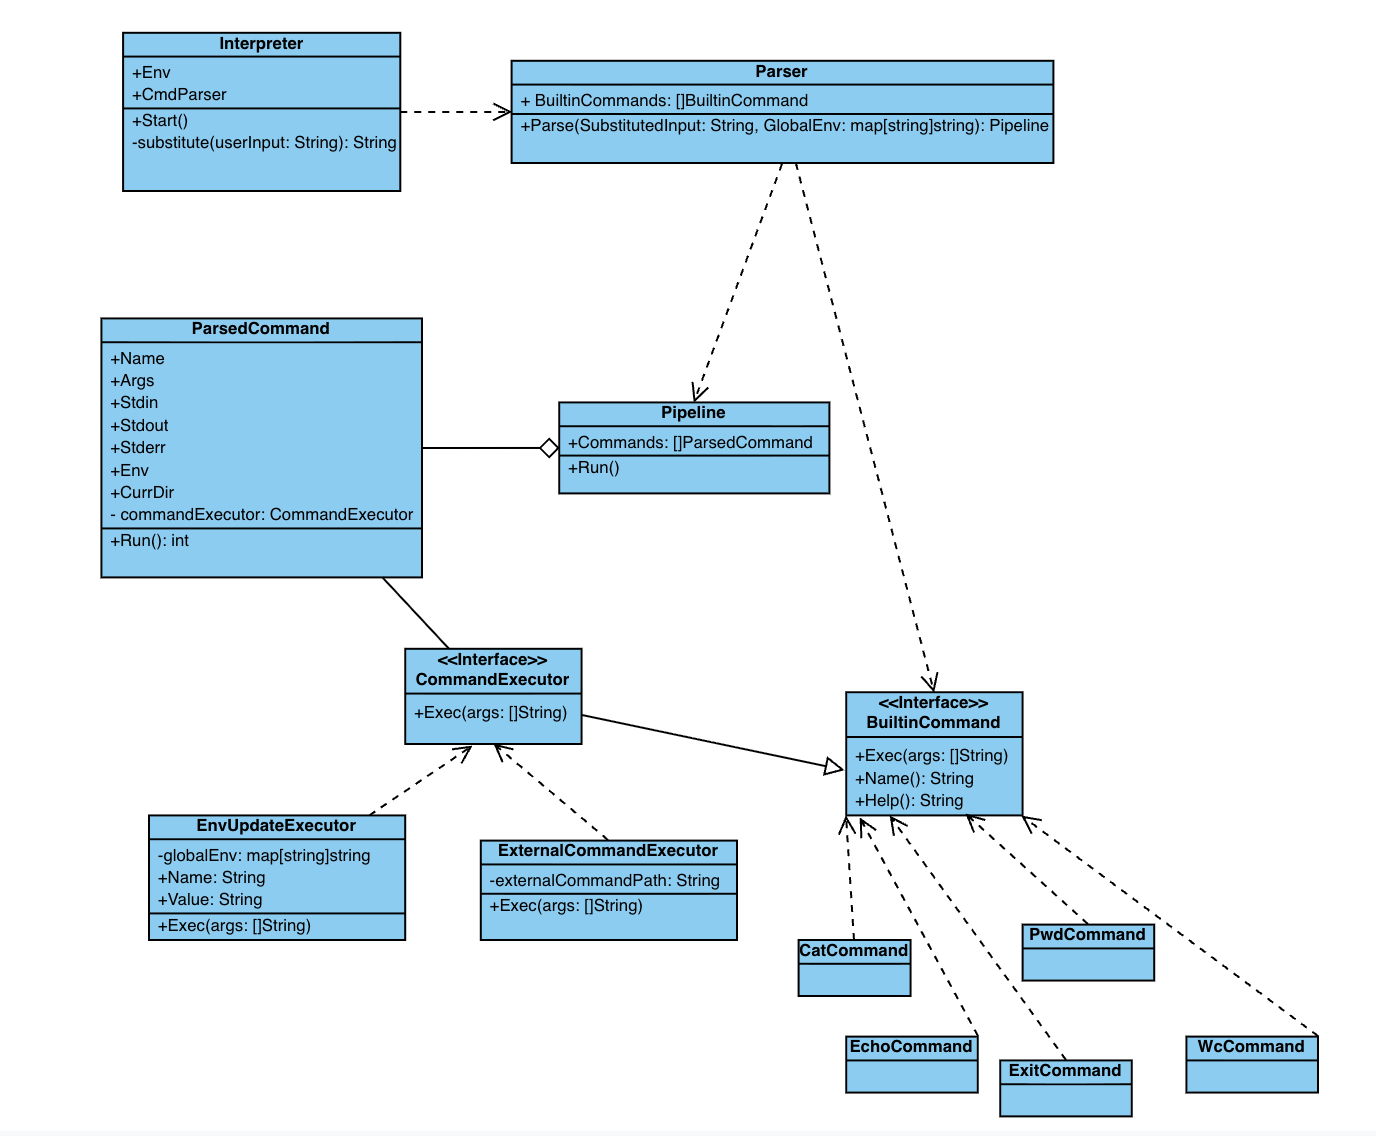 Interpreter
+Env
+CmdParser
+Start()
-substitute(userInput: String): String
Parser
+ BuiltinCommands: []BuiltinCommand
+Parse(SubstitutedInput: String, GlobalEnv: map[string]string): Pipeline
ParsedCommand
+Name
+Args
+Stdin
+Stdout
+Stderr
+Env
+CurrDir
- commandExecutor: CommandExecutor
+Run(): int
Pipeline
+Commands: []ParsedCommand
+Run()
<<Interface>>
CommandExecutor
+Exec(args: []String)
<<Interface>>
BuiltinCommand
+Exec(args: []String)
+Name(): String
+Help(): String
EnvUpdateExecutor
-globalEnv: map[string]string
+Name: String
+Value: String
+Exec(args: []String)
ExternalCommandExecutor
-externalCommandPath: String
+Exec(args: []String)
CatCommand
PwdCommand
EchoCommand
ExitCommand
WcCommand